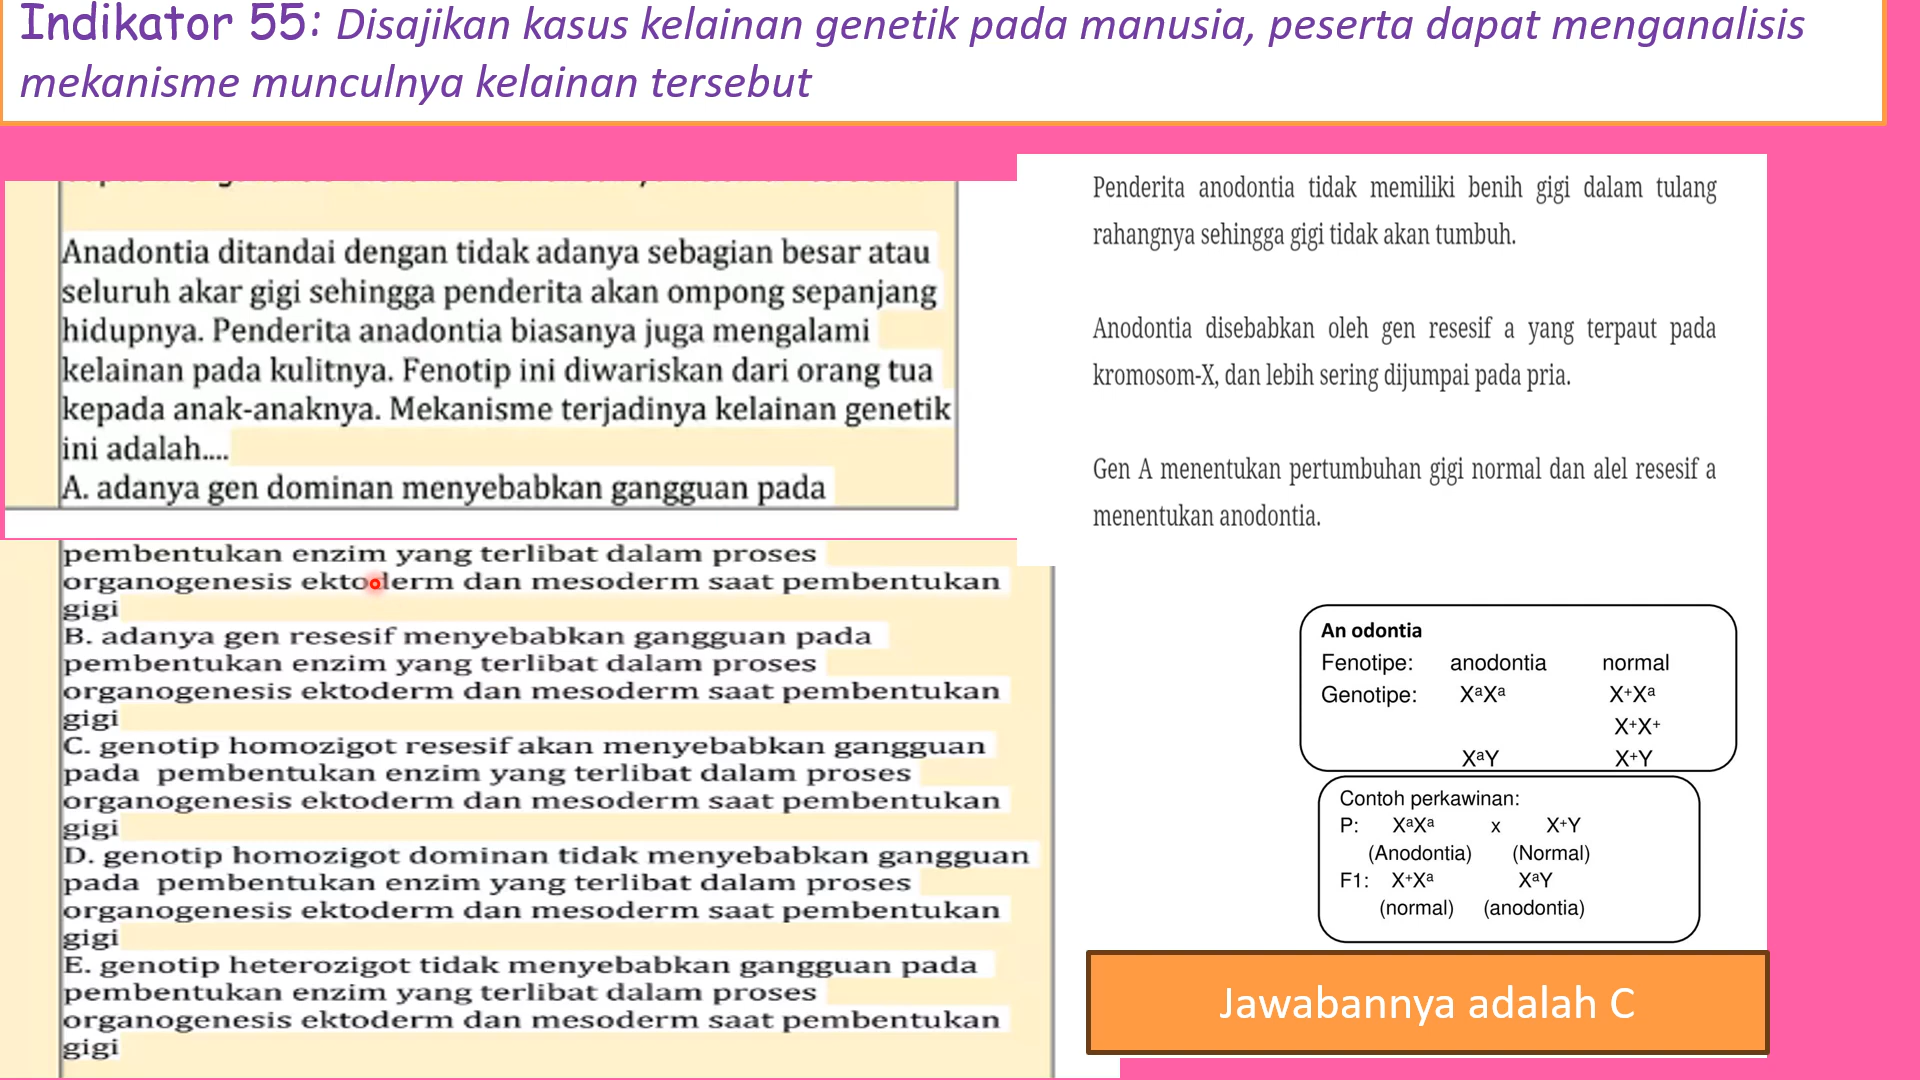 Indikator 55: Disajikan kasus kelainan genetik pada manusia, peserta dapat menganalisis
mekanisme munculnya kelainan tersebut
Anadontia ditandai dengan tidak adanya sebagian besar atau
seluruh akar gigi sehingga penderita akan ompong sepanjang
hidupnya. Penderita anadontia biasanya juga mengalami
kelainan pada kulitnya. Fenotip ini diwariskan dari orang tua
kepada anak-anaknya. Mekanisme terjadinya kelainan genetik
ini adalah....
A. adanya gen dominan menyebabkan gangguan pada
pembentukan enzim yang terlibat dalam proses
organogenesis ektoderm dan mesoderm saat pembentukan
gigi
B. adanya gen resesif menyebabkan gangguan pada
pembentukan enzim yang terlibat dalam proses
organogenesis ektoderm dan mesoderm saat pembentukan
gigi
C. genotip homozigot resesif akan menyebabkan gangguan
pada pembentukan enzim yang terlibat dalam proses
organogenesis ektoderm dan mesoderm saat pembentukan
gigi
D. genotip homozigot dominan tidak menyebabkan gangguan
pada pembentukan enzim yang terlibat dalam proses
organogenesis ektoderm dan mesoderm saat pembentukan
gigi
E. genotip heterozigot tidak menyebabkan gangguan pada
pembentukan enzim yang terlibat dalam proses
organogenesis ektoderm dan mesoderm saat pembentukan
gigi
Penderita anodontia tidak memiliki benih gigi dalam tulang
rahangnya sehingga gigi tidak akan tumbuh.
Anodontia disebabkan oleh gen resesif a yang terpaut pada
kromosom-X, dan lebih sering dijumpai pada pria.
Gen A menentukan pertumbuhan gigi normal dan alel resesif a
menentukan anodontia.
An odontia
Fenotipe: anodontia normal
Genotipe: XᵃXᵃ X⁺Xᵃ
X⁺X⁺
XᵃY X⁺Y
Contoh perkawinan:
P: XᵃXᵃ x X⁺Y
(Anodontia) (Normal)
F1: X⁺Xᵃ XᵃY
(normal) (anodontia)
Jawabannya adalah C